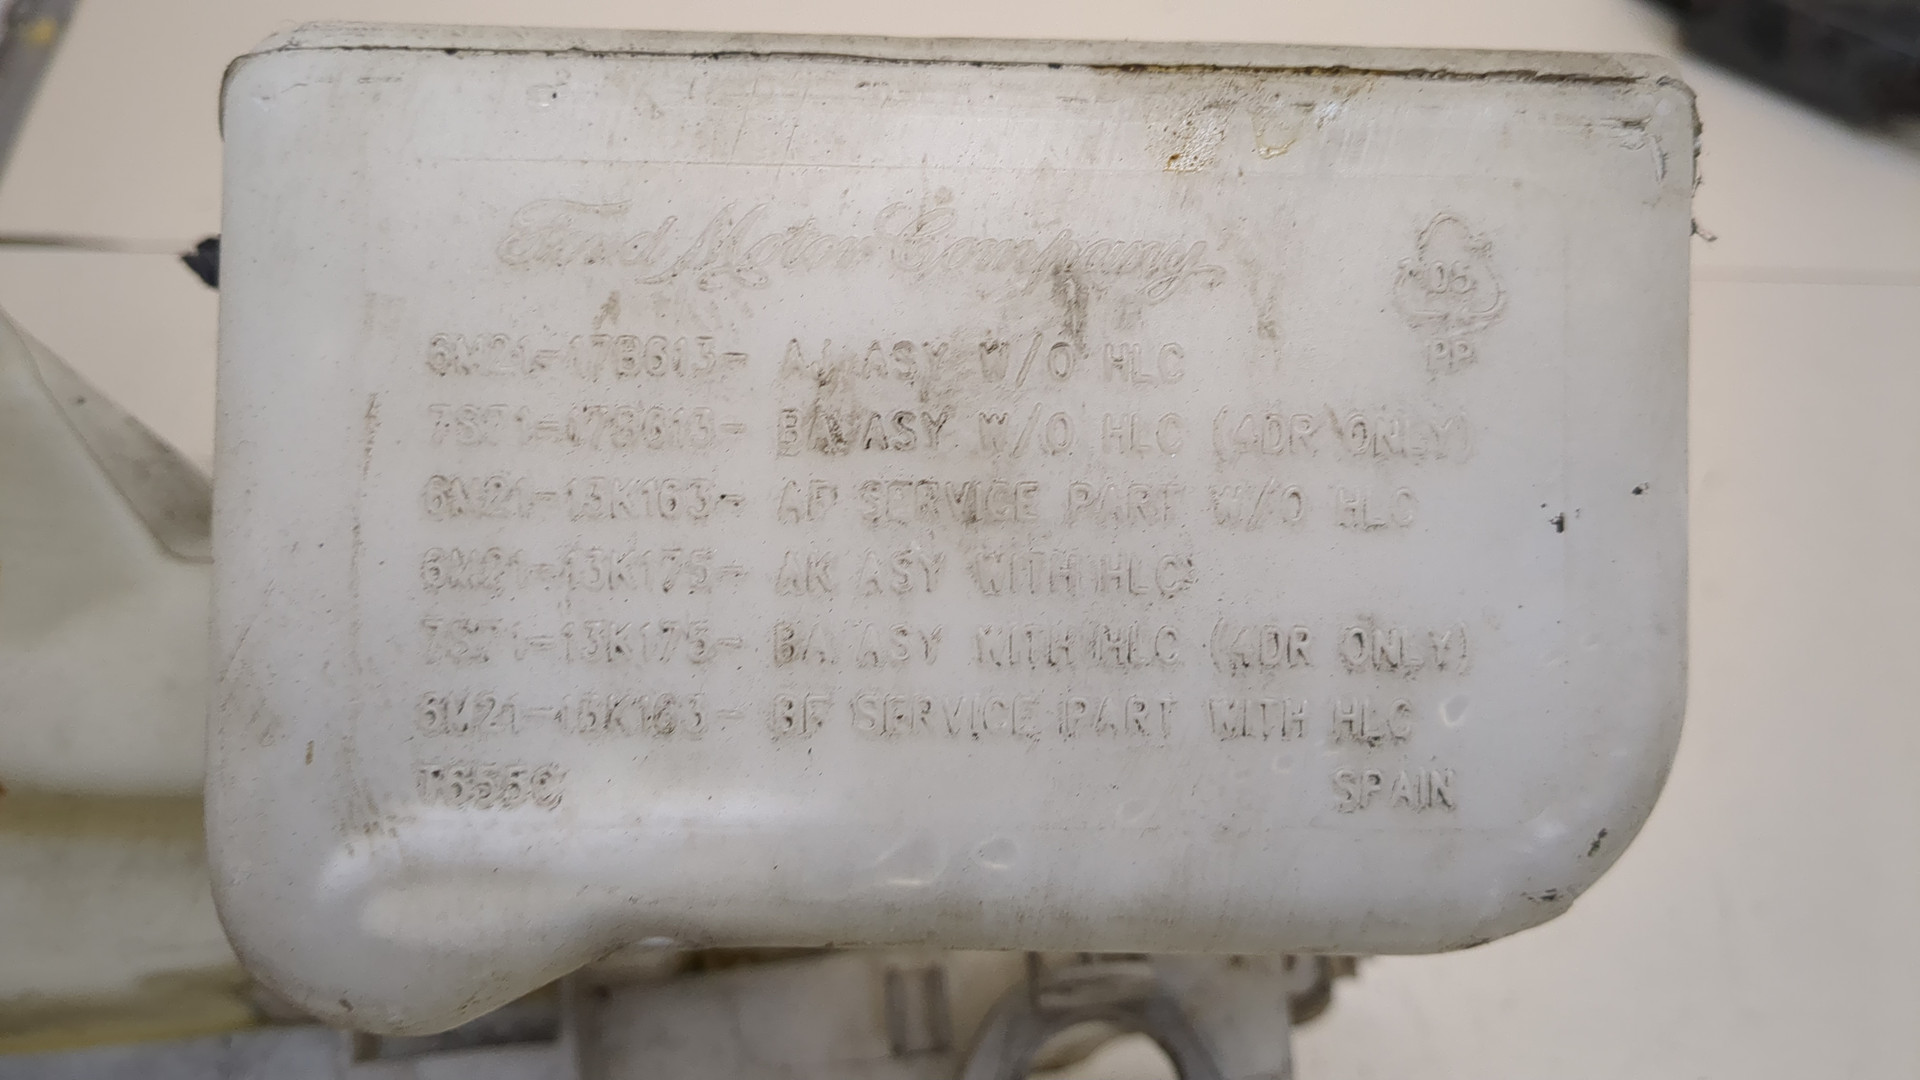 Ford Motor Company
05
PP
6M21-17B613- AJ ASY W/O HLC
7S71-17B613- BA ASY W/O HLC (4DR ONLY)
6M21-13K163- AF SERVICE PART W/O HLC
6M21-13K175- AK ASY WITH HLC
7S71-13K175- BA ASY WITH HLC (4DR ONLY)
6M21-13K163- BF SERVICE PART WITH HLC
SPAIN